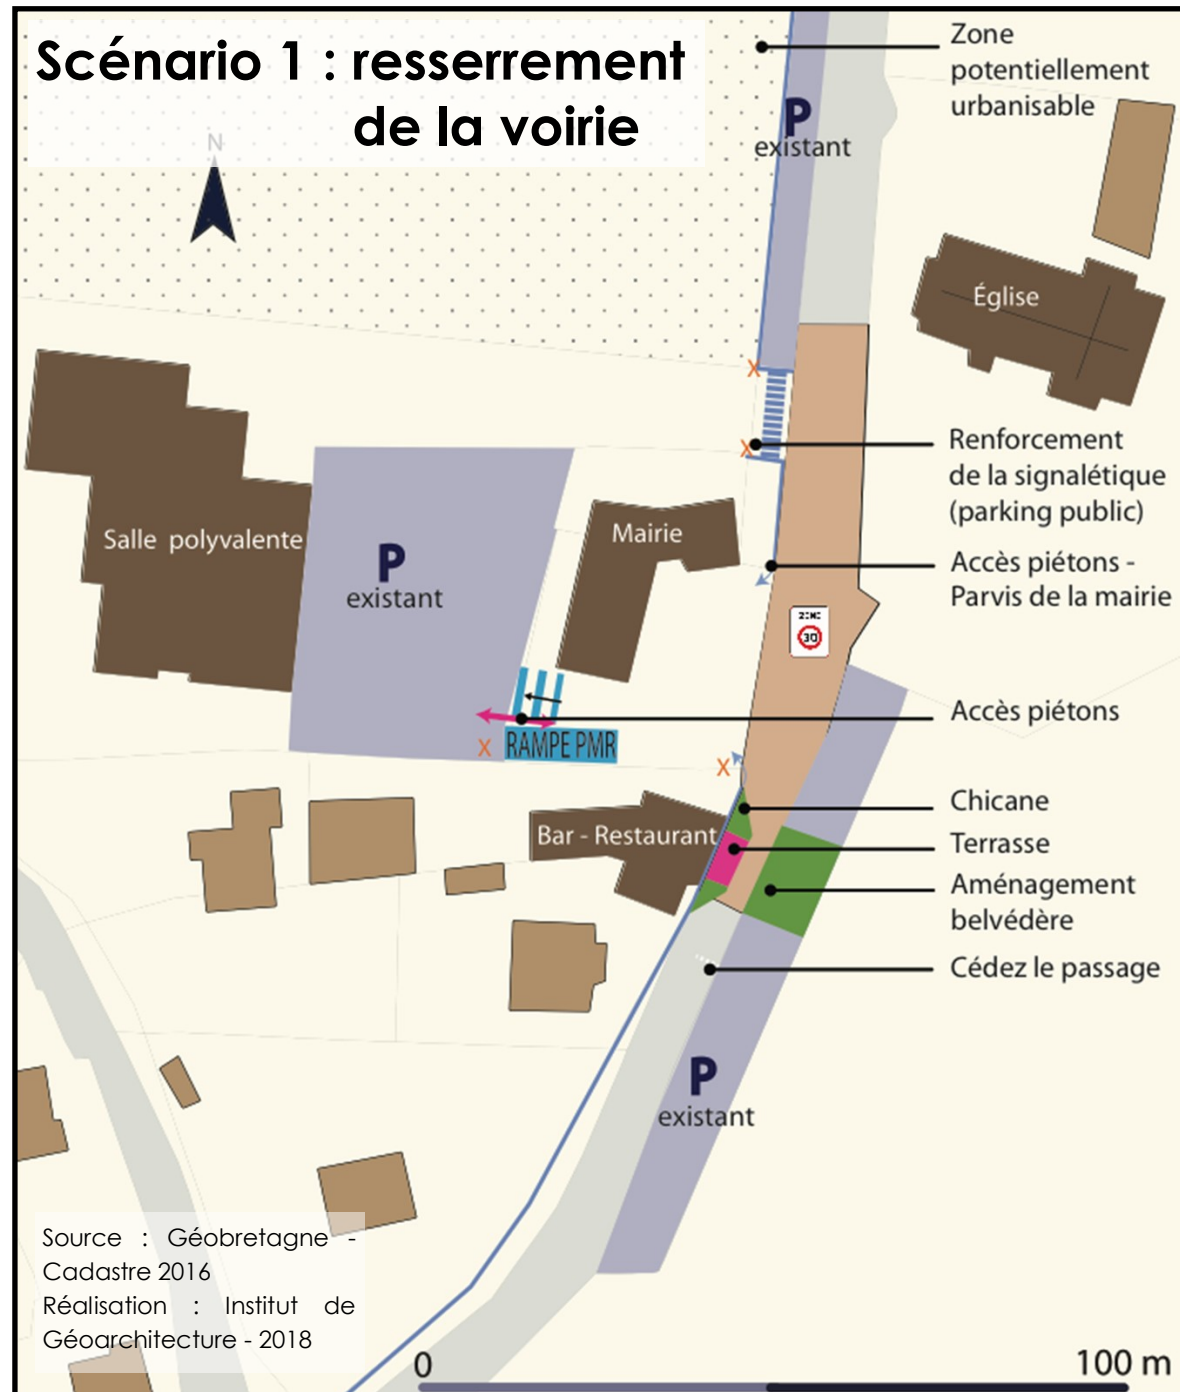 Scénario 1 : resserrement
de la voirie
N
Zone
potentiellement
urbanisable
P
existant
Église
Renforcement
de la signalétique
(parking public)
Salle polyvalente
Mairie
P
existant
Accès piétons -
Parvis de la mairie
ZONE
30
Accès piétons
RAMPE PMR
Chicane
Bar - Restaurant
Terrasse
Aménagement
belvédère
Cédez le passage
P
existant
Source : Géobretagne -
Cadastre 2016
Réalisation : Institut de
Géoarchitecture - 2018
0
100 m